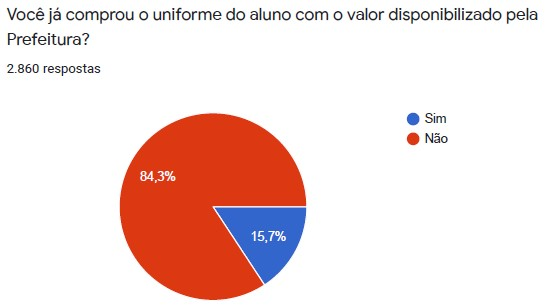 Você já comprou o uniforme do aluno com o valor disponibilizado pela
Prefeitura?
2.860 respostas
Sim
Não
84,3%
15,7%